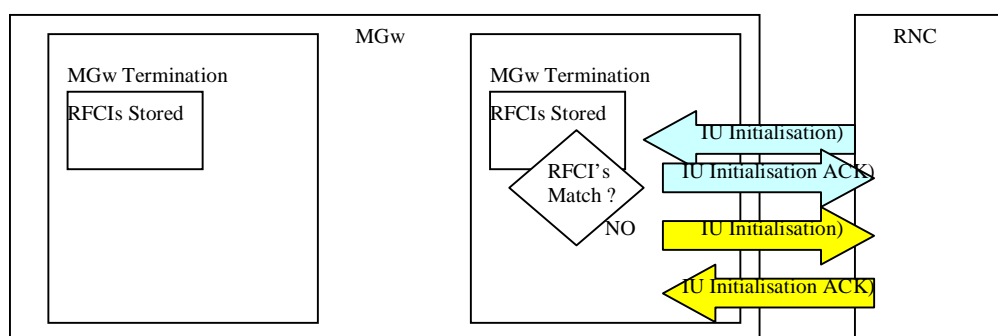 MGw
RNC
MGw Termination
RFCIs Stored
MGw Termination
RFCIs Stored
RFCI's
Match ?
NO
IU Initialisation)
IU Initialisation ACK)
IU Initialisation)
IU Initialisation ACK)